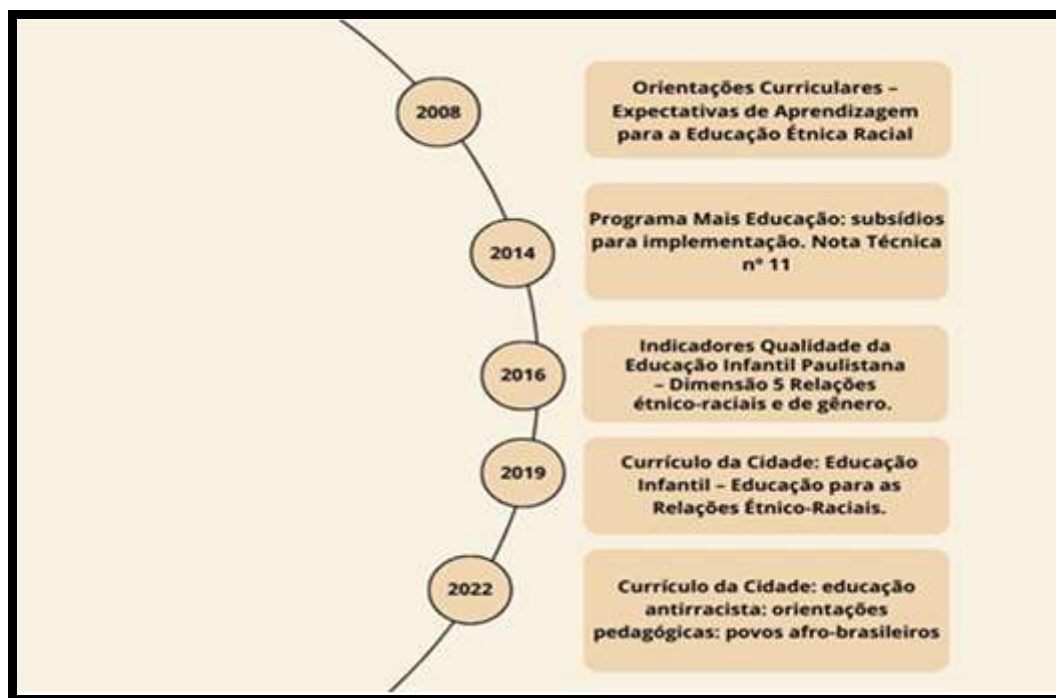 2008
Orientações Curriculares –
Expectativas de Aprendizagem
para a Educação Étnica Racial
2014
Programa Mais Educação: subsídios
para implementação. Nota Técnica
nº 11
2016
Indicadores Qualidade da
Educação Infantil Paulistana
– Dimensão 5 Relações
étnico-raciais e de gênero.
2019
Currículo da Cidade: Educação
Infantil – Educação para as
Relações Étnico-Raciais.
2022
Currículo da Cidade: educação
antirracista: orientações
pedagógicas: povos afro-brasileiros